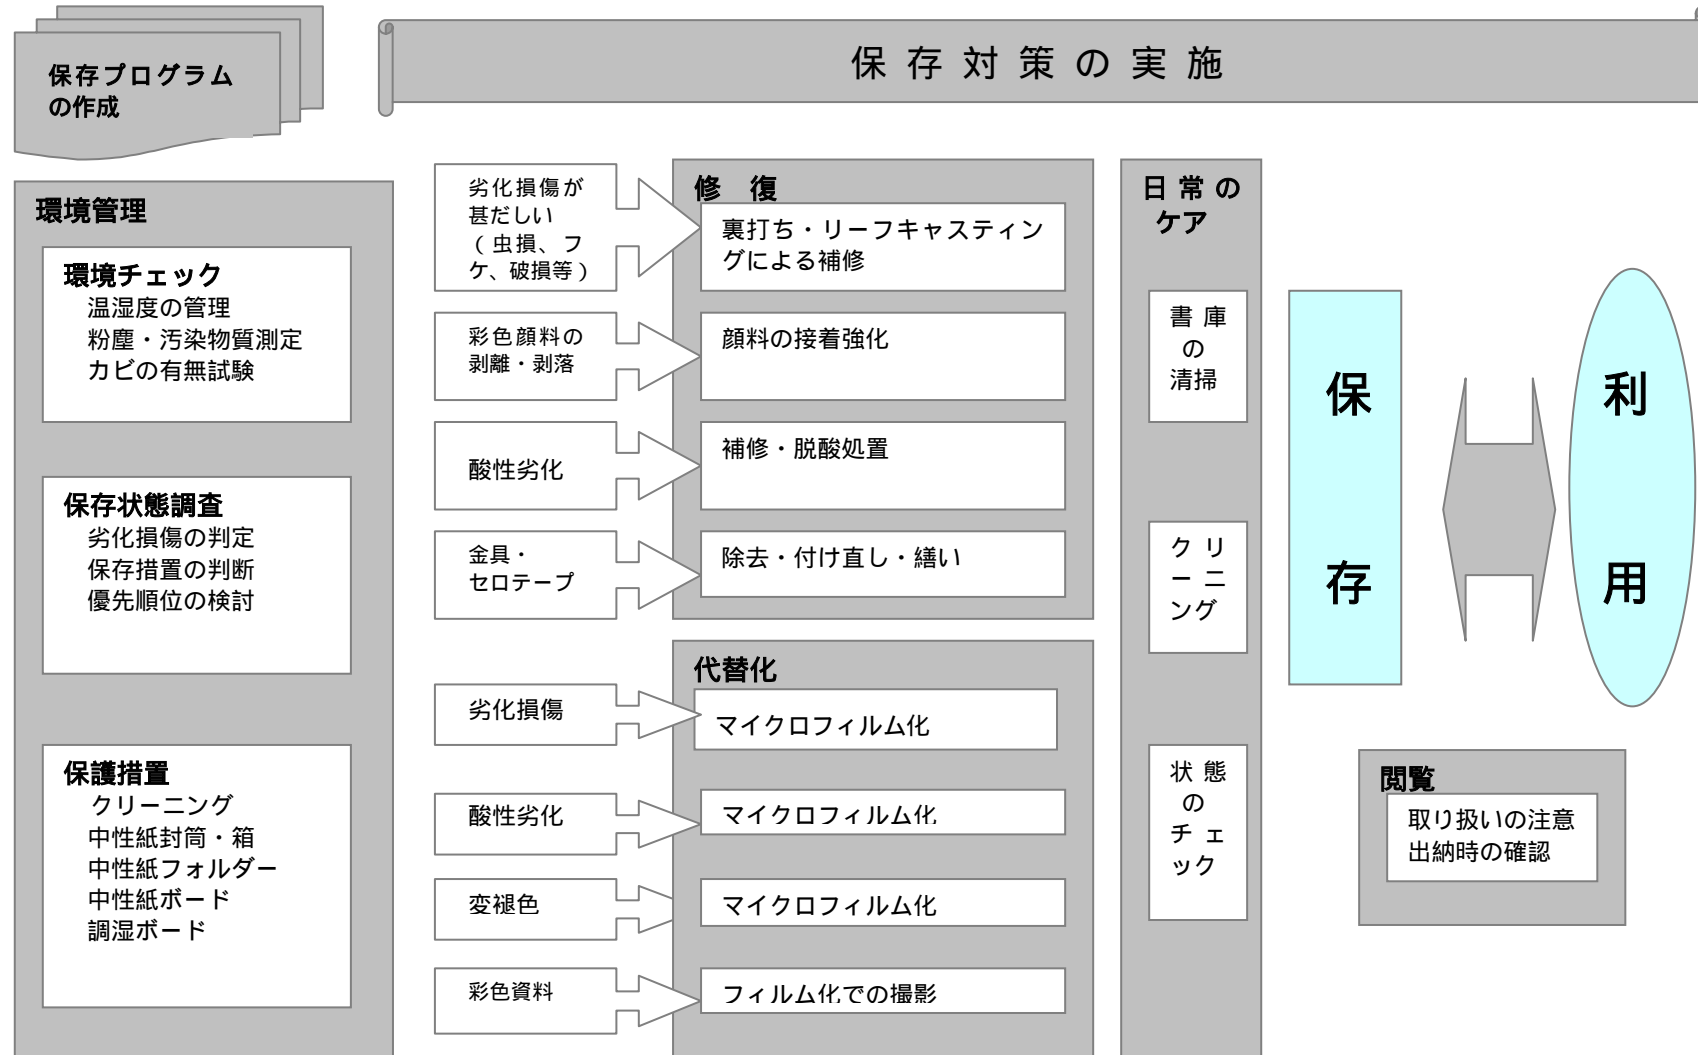 保存プログラム
の作成
保存対策の実施
環境管理
環境チェック
温湿度の管理
粉塵・汚染物質測定
カビの有無試験
保存状態調査
劣化損傷の判定
保存措置の判断
優先順位の検討
保護措置
クリーニング
中性紙封筒・箱
中性紙フォルダー
中性紙ボード
調湿ボード
劣化損傷が
甚だしい
(虫損、フ
ケ、破損等)
彩色顔料の
剥離・剥落
酸性劣化
金具・
セロテープ
修 復
裏打ち・リーフキャスティン
グによる補修
顔料の接着強化
補修・脱酸処置
除去・付け直し・繕い
劣化損傷
酸性劣化
変褪色
彩色資料
代替化
マイクロフィルム化
マイクロフィルム化
マイクロフィルム化
フィルム化での撮影
日常の
ケア
書庫
の
清掃
クリ
ーニ
ング
状態
の
チェ
ック
保
存
利
用
閲覧
取り扱いの注意
出納時の確認